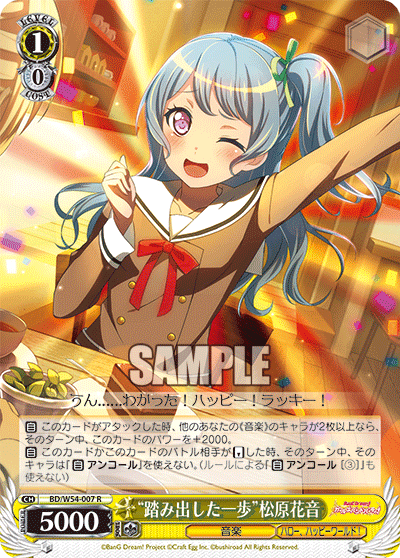 LEVEL
1
0
COST
SAMPLE
うん……わかった！ハッピー！ラッキー！
自 このカードがアタックした時、他のあなたの《音楽》のキャラが2枚以上なら、
そのターン中、このカードのパワーを＋2000。
自 このカードかこのカードのバトル相手が【リバース】した時、そのターン中、そのキャ
ラは『自 アンコール』を使えない。（ルールによる『自 アンコール［③］』も
使えない）
CH BD/W54-007 R
5000
“踏み出した一歩”松原花音
音楽
ハロー、ハッピーワールド！
©BanG Dream! Project ©Craft Egg Inc. ©bushiroad All Rights Reserved.